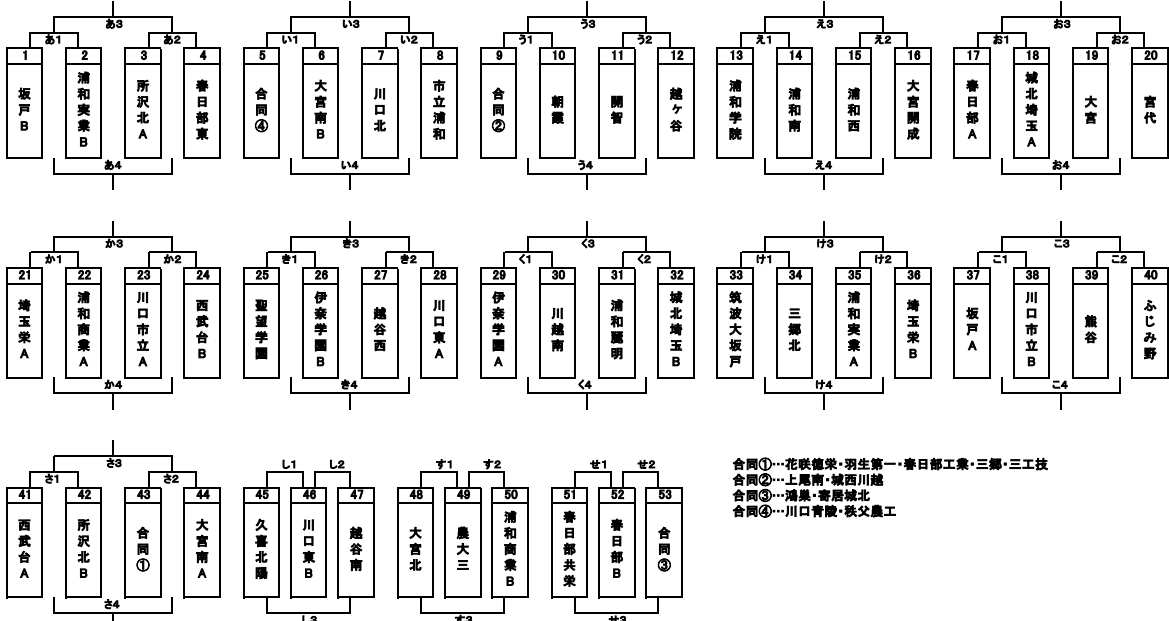 あ3 い3 う3 え3 お3
あ1 あ2 い1 い2 う1 う2 え1 え2 お1 お2
1 2 3 4 5 6 7 8 9 10 11 12 13 14 15 16 17 18 19 20
坂戸B
浦和実業B
所沢北A
春日部東
合同④
大宮南B
川口北
市立浦和
合同②
朝霞
開智
越ヶ谷
浦和学院
浦和南
浦和西
大宮開成
春日部A
城北埼玉A
大宮
宮代
あ4 い4 う4 え4 お4
か3 き3 く3 け3 こ3
か1 か2 き1 き2 く1 く2 け1 け2 こ1 こ2
21 22 23 24 25 26 27 28 29 30 31 32 33 34 35 36 37 38 39 40
埼玉栄A
浦和商業A
川口市立A
西武台B
聖望学園
伊奈学園B
越谷西
川口東A
伊奈学園A
川越南
浦和麗明
城北埼玉B
筑波大坂戸
三郷北
浦和実業A
埼玉栄B
坂戸A
川口市立B
熊谷
ふじみ野
か4 き4 く4 け4 こ4
さ3
さ1 さ2 し1 し2 す1 す2 せ1 せ2
41 42 43 44 45 46 47 48 49 50 51 52 53
西武台A
所沢北B
合同①
大宮南A
久喜北陽
川口東B
越谷南
大宮北
農大三
浦和商業B
春日部共栄
春日部B
合同③
さ4 し3 す3 せ3
合同①…花咲徳栄・羽生第一・春日部工業・三郷・三工技
合同②…上尾南・城西川越
合同③…鴻巣・寄居城北
合同④…川口青陵・秩父農工